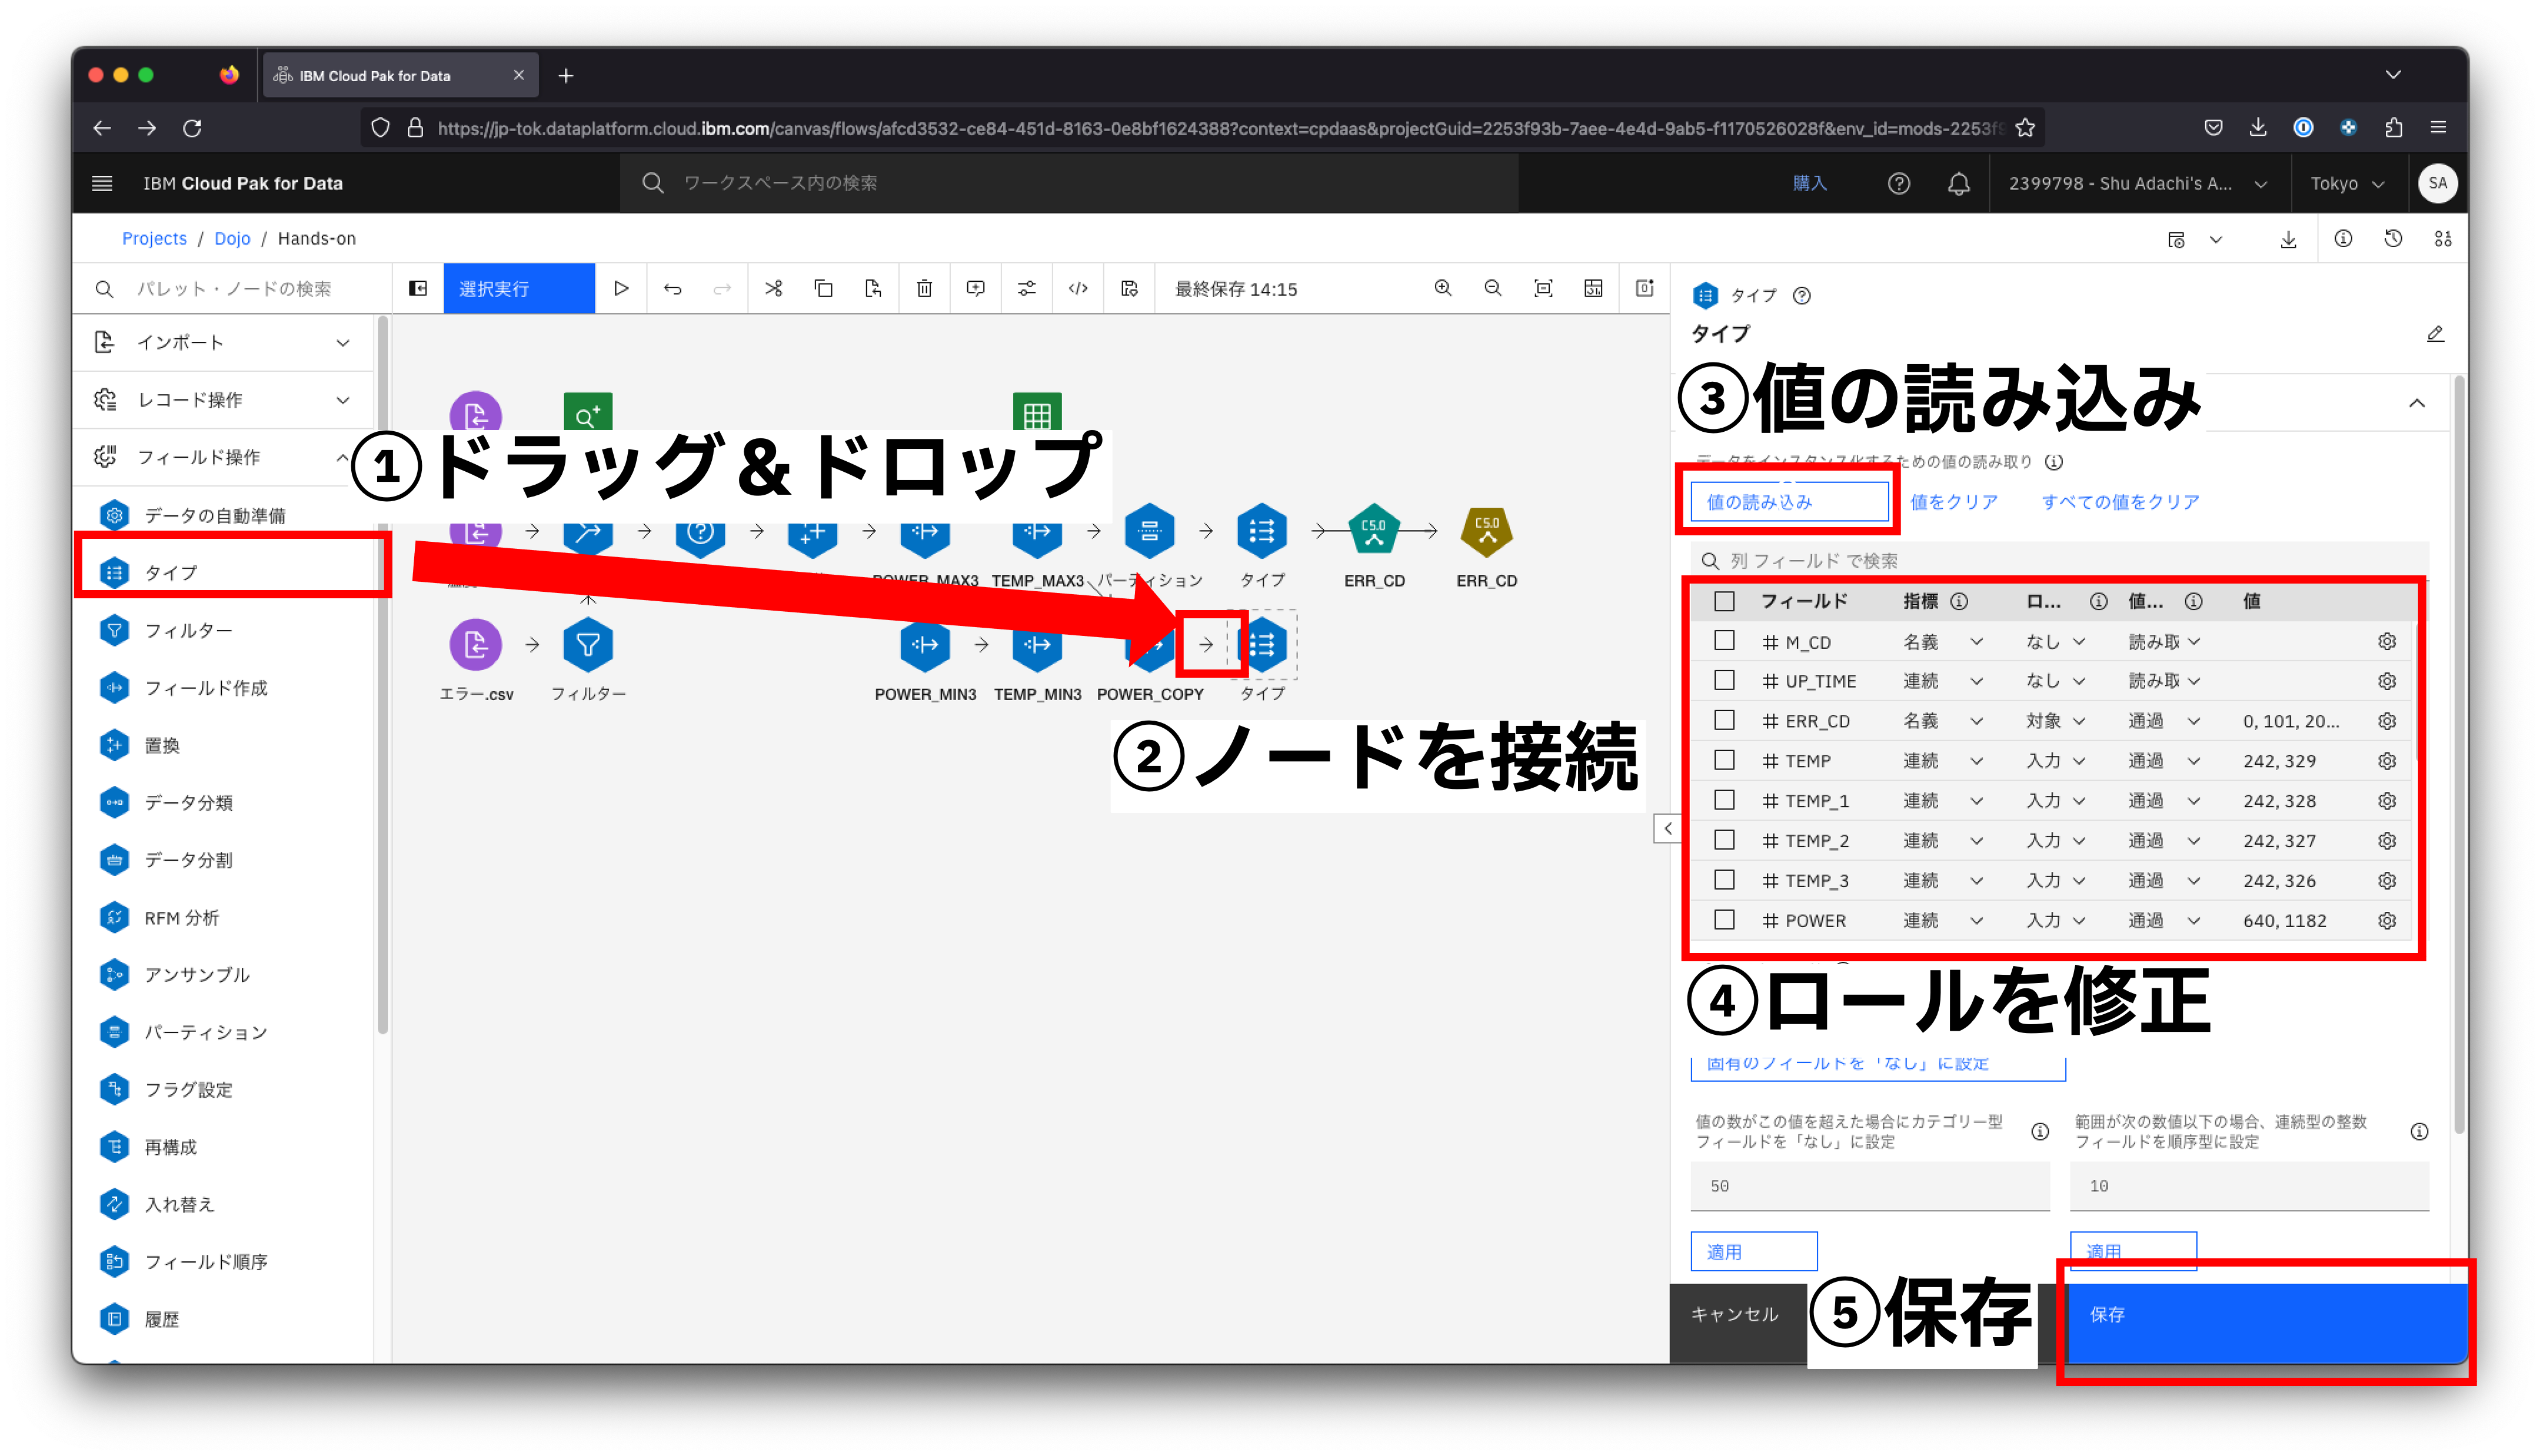 IBM Cloud Pak for Data
https://jp-tok.dataplatform.cloud.ibm.com/canvas/flows/afcd3532-ce84-451d-8163-0e8bf1624388?context=cpdaas&projectGuid=2253f93b-7aee-4e4d-9ab5-f1170526028f&env_id=mods-2253f9
IBM Cloud Pak for Data
ワークスペース内の検索
購入
2399798 - Shu Adachi's A...
Tokyo
SA
Projects / Dojo / Hands-on
パレット・ノードの検索
選択実行
最終保存 14:15
インポート
レコード操作
フィールド操作
データの自動準備
タイプ
フィルター
フィールド作成
置換
データ分類
データ分割
RFM 分析
アンサンブル
パーティション
フラグ設定
再構成
入れ替え
フィールド順序
履歴
①ドラッグ＆ドロップ
C5.0
C5.0
POWER_MAX3
TEMP_MAX3
パーティション
タイプ
ERR_CD
ERR_CD
エラー.csv
フィルター
POWER_MIN3
TEMP_MIN3
POWER_COPY
タイプ
②ノードを接続
タイプ
タイプ
③値の読み込み
データをインスタンス化するための値の読み取り
値の読み込み
値をクリア
すべての値をクリア
列 フィールド で検索
フィールド 指標 ロ... 値... 値
M_CD 名義 なし 読み取
UP_TIME 連続 なし 読み取
ERR_CD 名義 対象 通過 0, 101, 20...
TEMP 連続 入力 通過 242, 329
TEMP_1 連続 入力 通過 242, 328
TEMP_2 連続 入力 通過 242, 327
TEMP_3 連続 入力 通過 242, 326
POWER 連続 入力 通過 640, 1182
④ロールを修正
固有のフィールドを「なし」に設定
値の数がこの値を超えた場合にカテゴリー型
フィールドを「なし」に設定
範囲が次の数値以下の場合、連続型の整数
フィールドを順序型に設定
50
10
適用
適用
キャンセル
⑤保存
保存